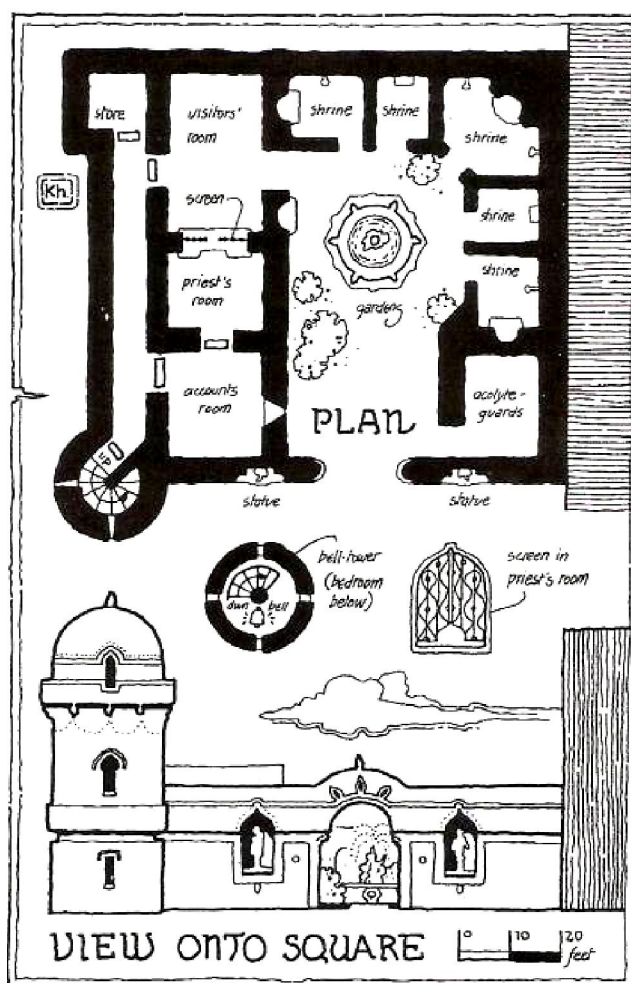 store
visitors'
room
shrine
shrine
shrine
Kh.
screen
shrine
priest's
room
shrine
gardens
accounts
room
PLAN
acolyte-
guards
up
statue
statue
bell-tower
(bedroom
below)
screen in
priest's room
dwn
bell
VIEW ONTO SQUARE
0
10
20
feet